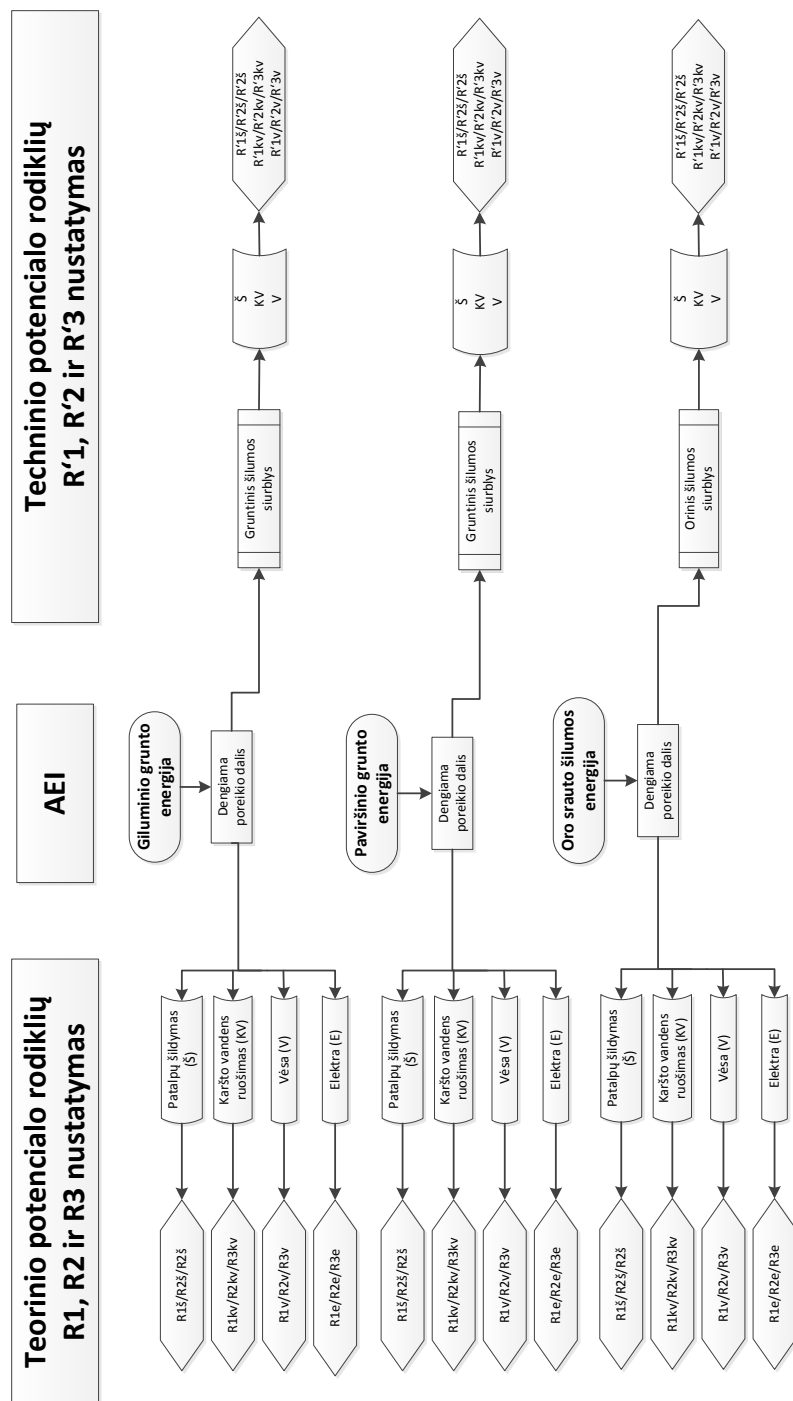 Teorinio potencialo rodiklių
R1, R2 ir R3 nustatymas
AEI
Techninio potencialo rodiklių
R‘1, R‘2 ir R‘3 nustatymas
Giluminio grunto
energija
R1š/R2š/R2š
Patalpų šildymas
(Š)
R1kv/R2kv/R3kv
Karšto vandens
ruošimas (KV)
R1v/R2v/R3v
Vėsa (V)
R1e/R2e/R3e
Elektra (E)
Dengiama
poreikio dalis
Gruntinis šilumos
siurblys
Š
KV
V
R‘1š/R‘2š/R‘2š
R‘1kv/R‘2kv/R‘3kv
R‘1v/R‘2v/R‘3v
Paviršinio grunto
energija
R1š/R2š/R2š
Patalpų šildymas
(Š)
R1kv/R2kv/R3kv
Karšto vandens
ruošimas (KV)
R1v/R2v/R3v
Vėsa (V)
R1e/R2e/R3e
Elektra (E)
Dengiama
poreikio dalis
Gruntinis šilumos
siurblys
Š
KV
V
R‘1š/R‘2š/R‘2š
R‘1kv/R‘2kv/R‘3kv
R‘1v/R‘2v/R‘3v
Oro srauto šilumos
energija
R1š/R2š/R2š
Patalpų šildymas
(Š)
R1kv/R2kv/R3kv
Karšto vandens
ruošimas (KV)
R1v/R2v/R3v
Vėsa (V)
R1e/R2e/R3e
Elektra (E)
Dengiama
poreikio dalis
Orinis šilumos
siurblys
Š
KV
V
R‘1š/R‘2š/R‘2š
R‘1kv/R‘2kv/R‘3kv
R‘1v/R‘2v/R‘3v